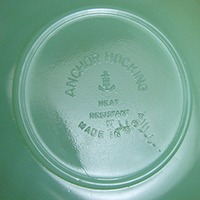 ANCHOR HOCKING
HEAT
RESISTANT
MADE IN